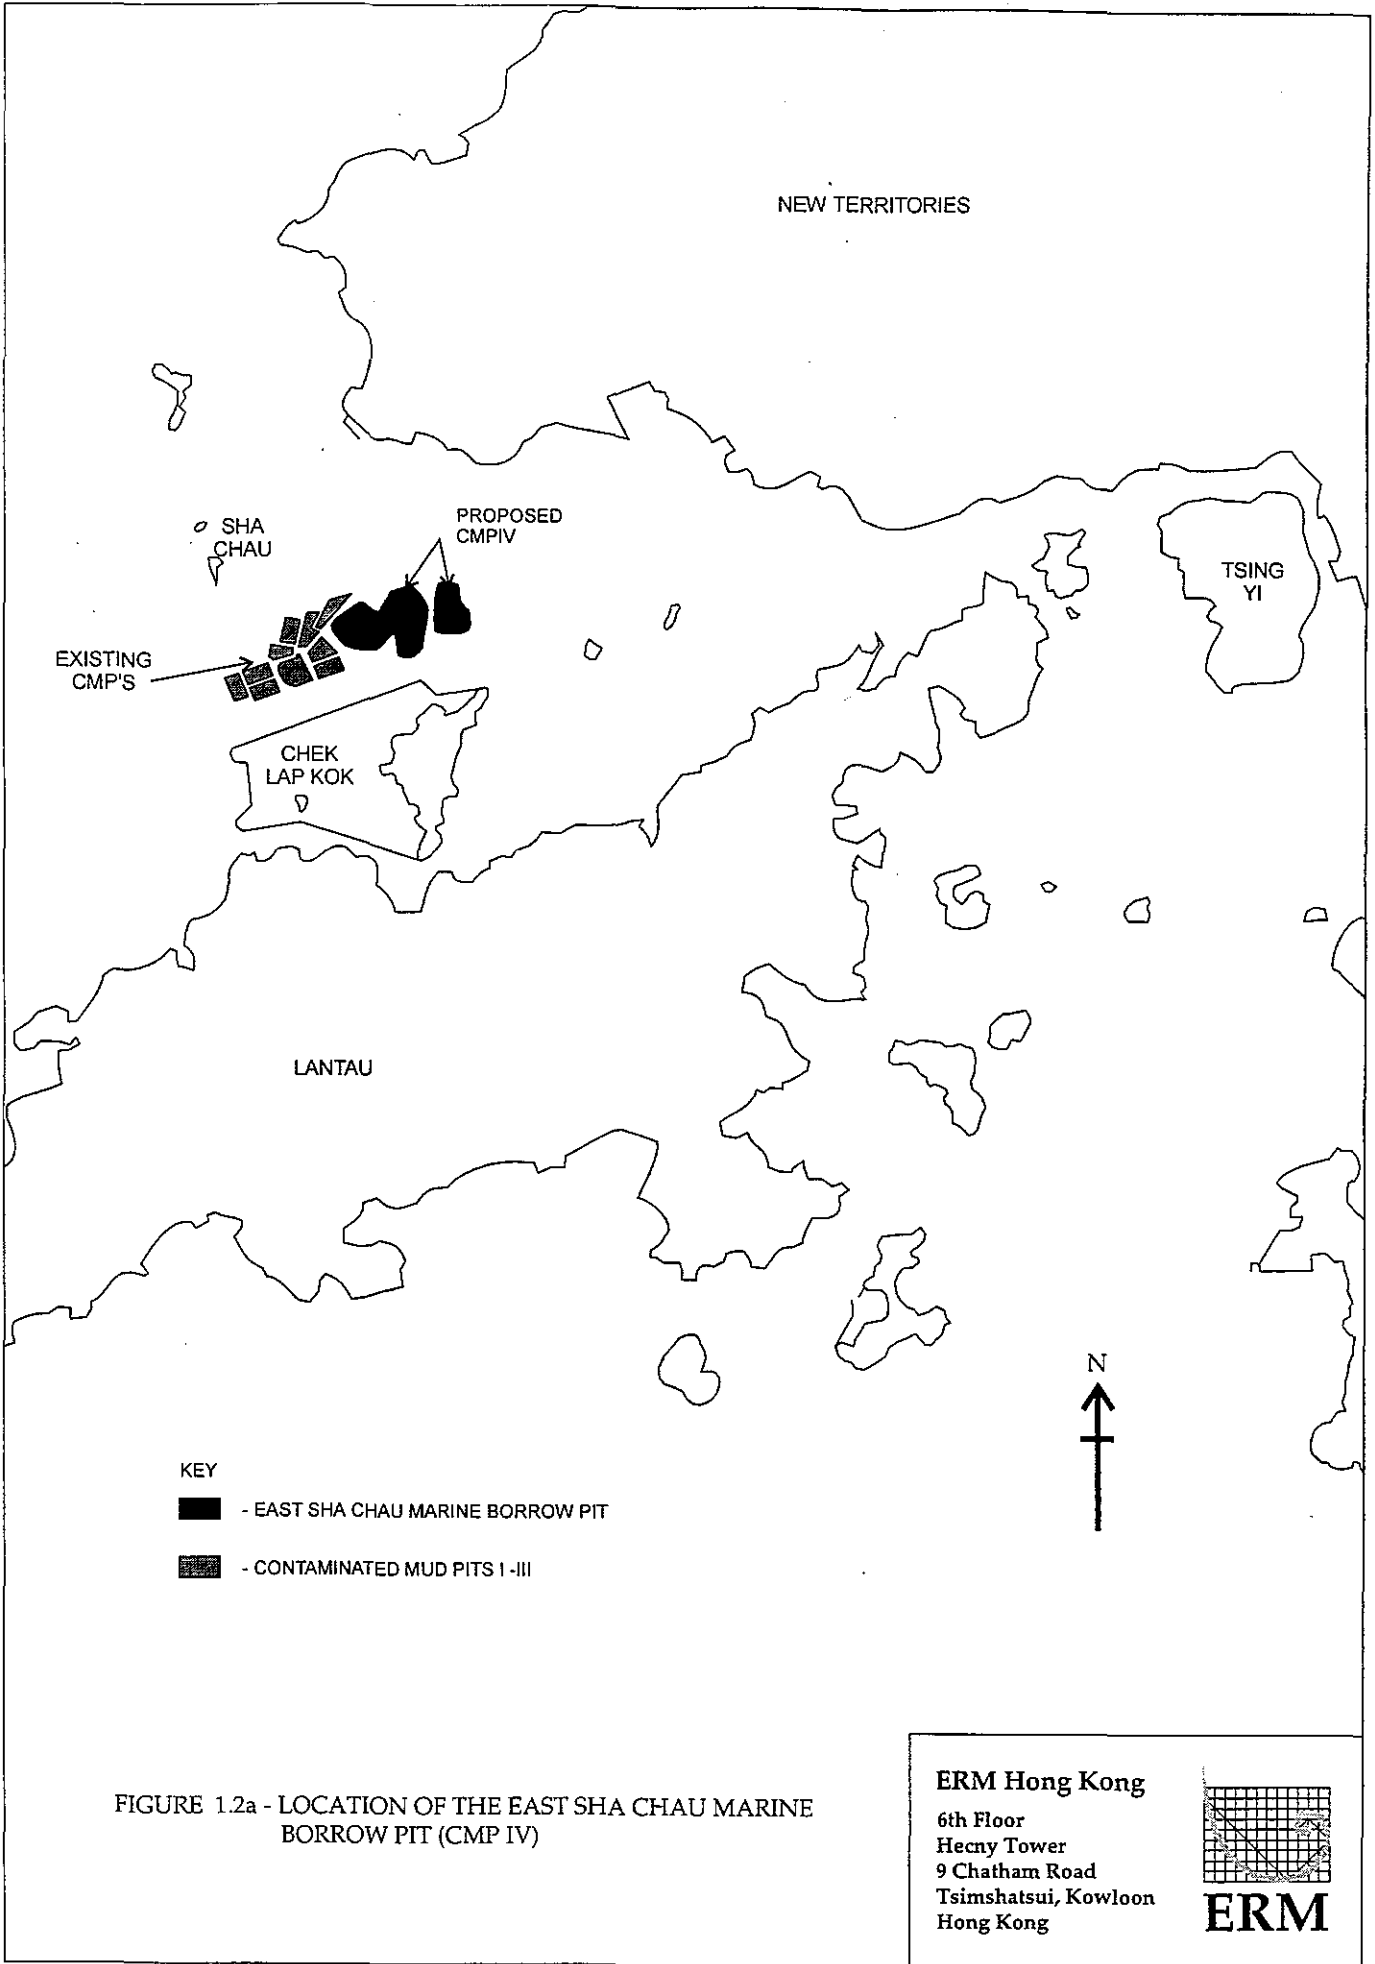 NEW TERRITORIES
SHA
CHAU
PROPOSED
CMPIV
TSING
YI
EXISTING
CMP'S
CHEK
LAP KOK
LANTAU
N
KEY
- EAST SHA CHAU MARINE BORROW PIT
- CONTAMINATED MUD PITS I -III
FIGURE 1.2a - LOCATION OF THE EAST SHA CHAU MARINE
BORROW PIT (CMP IV)
ERM Hong Kong
6th Floor
Hecny Tower
9 Chatham Road
Tsimshatsui, Kowloon
Hong Kong
ERM